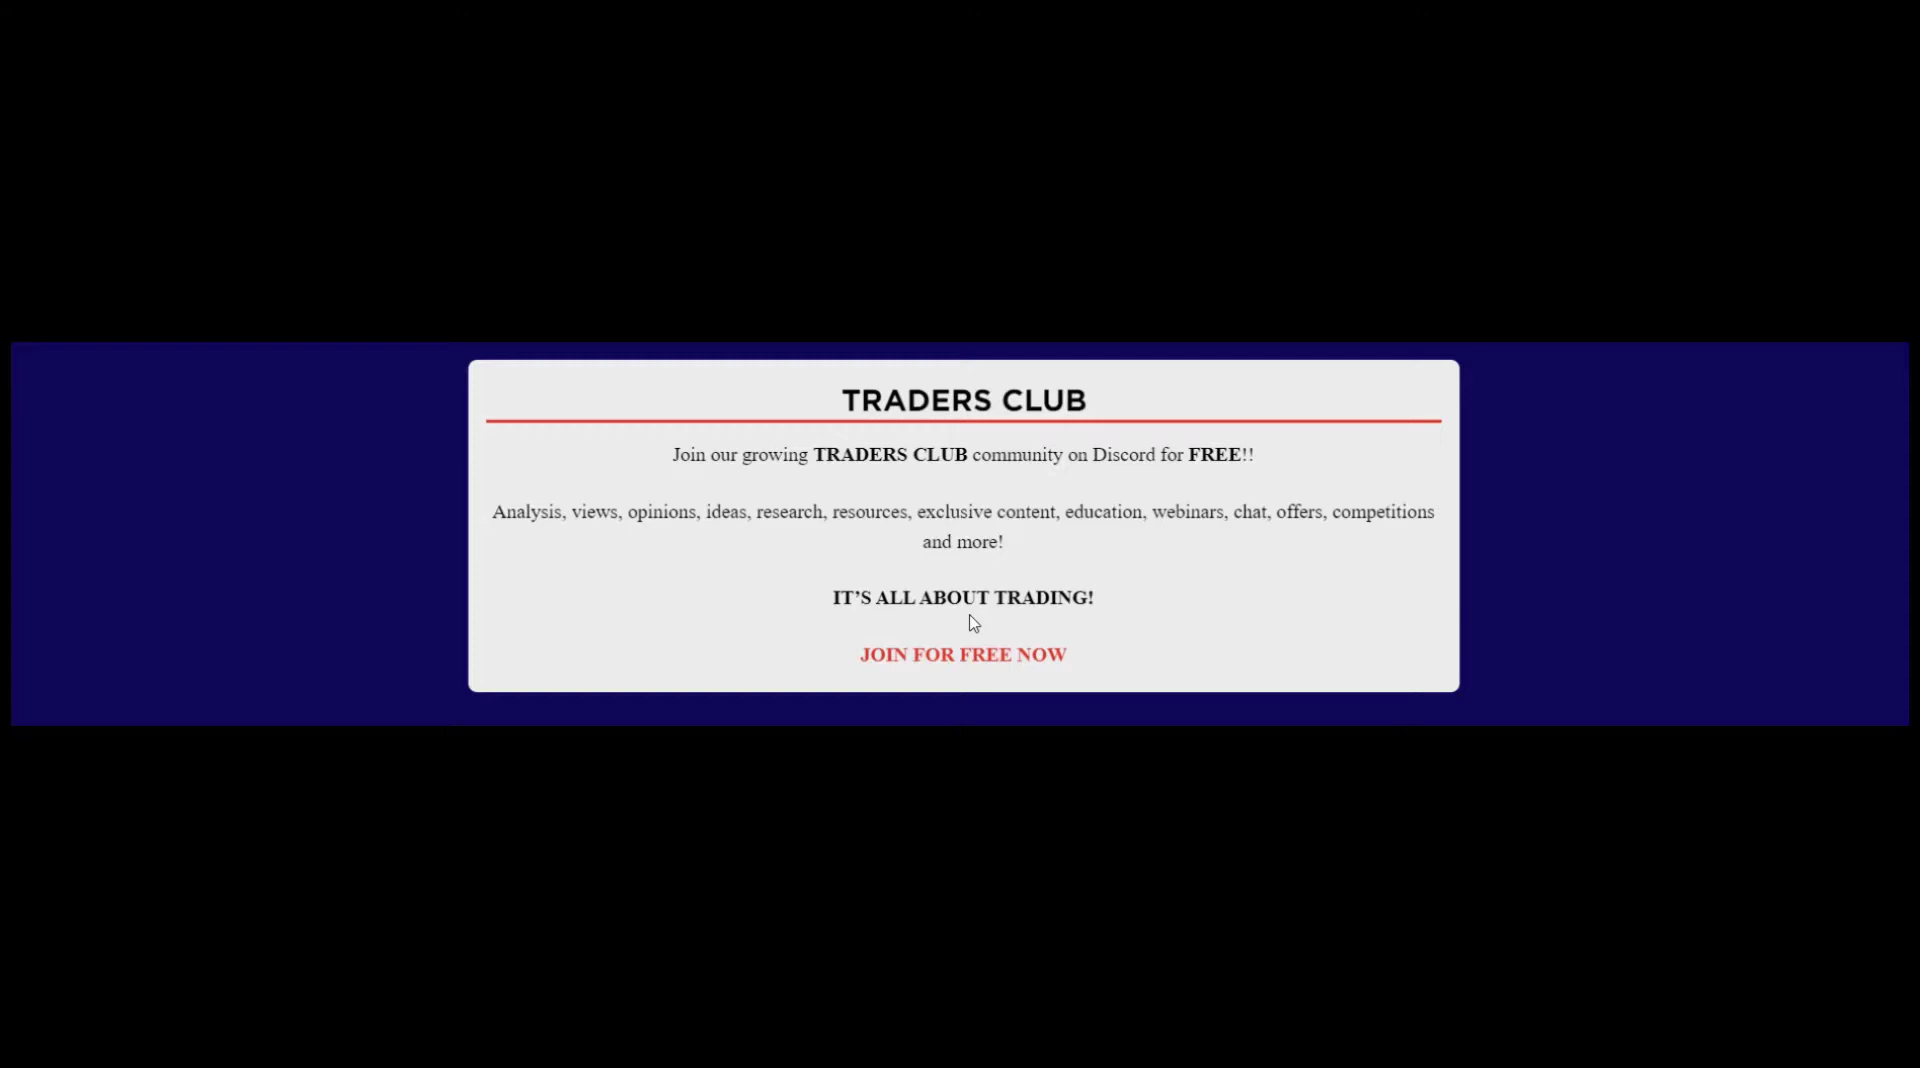 TRADERS CLUB
Join our growing TRADERS CLUB community on Discord for FREE!!
Analysis, views, opinions, ideas, research, resources, exclusive content, education, webinars, chat, offers, competitions
and more!
IT’S ALL ABOUT TRADING!
JOIN FOR FREE NOW